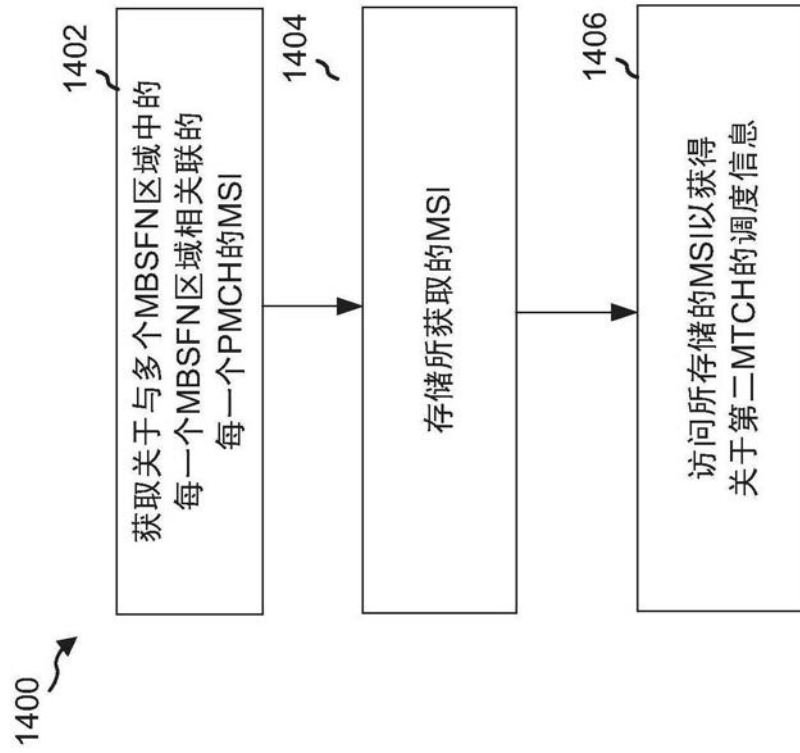 1400
1402
获取关于与多个MBSFN区域中的
每一个MBSFN区域相关联的
每一个PMCH的MSI
1404
存储所获取的MSI
1406
访问所存储的MSI以获得
关于第二MTCH的调度信息